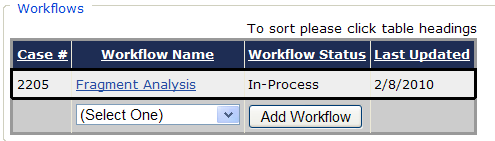 Workflows
To sort please click table headings
Case # Workflow Name Workflow Status Last Updated
2205 Fragment Analysis In-Process 2/8/2010
(Select One) Add Workflow